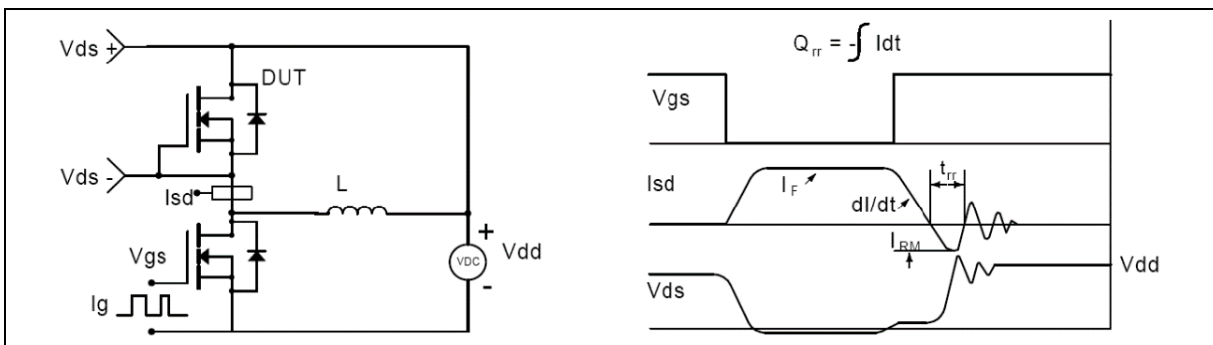 Vds +
DUT
Vds -
Isd
L
Vgs
+
VDC
Vdd
-
Ig
Qrr = -∫ Idt
Vgs
Isd
IF
dI/dt
trr
IRM
Vdd
Vds